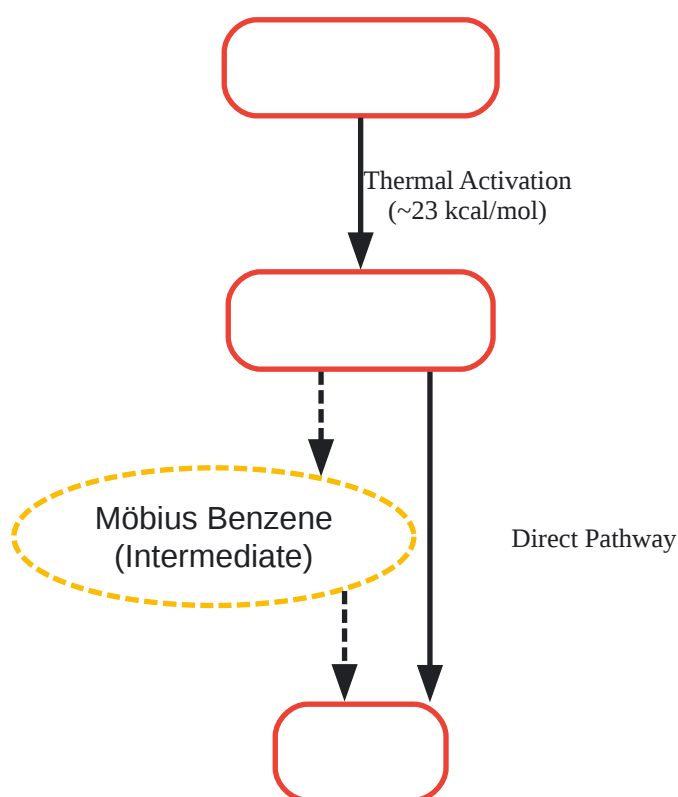 Thermal Activation
(~23 kcal/mol)
Möbius Benzene
(Intermediate)
Direct Pathway